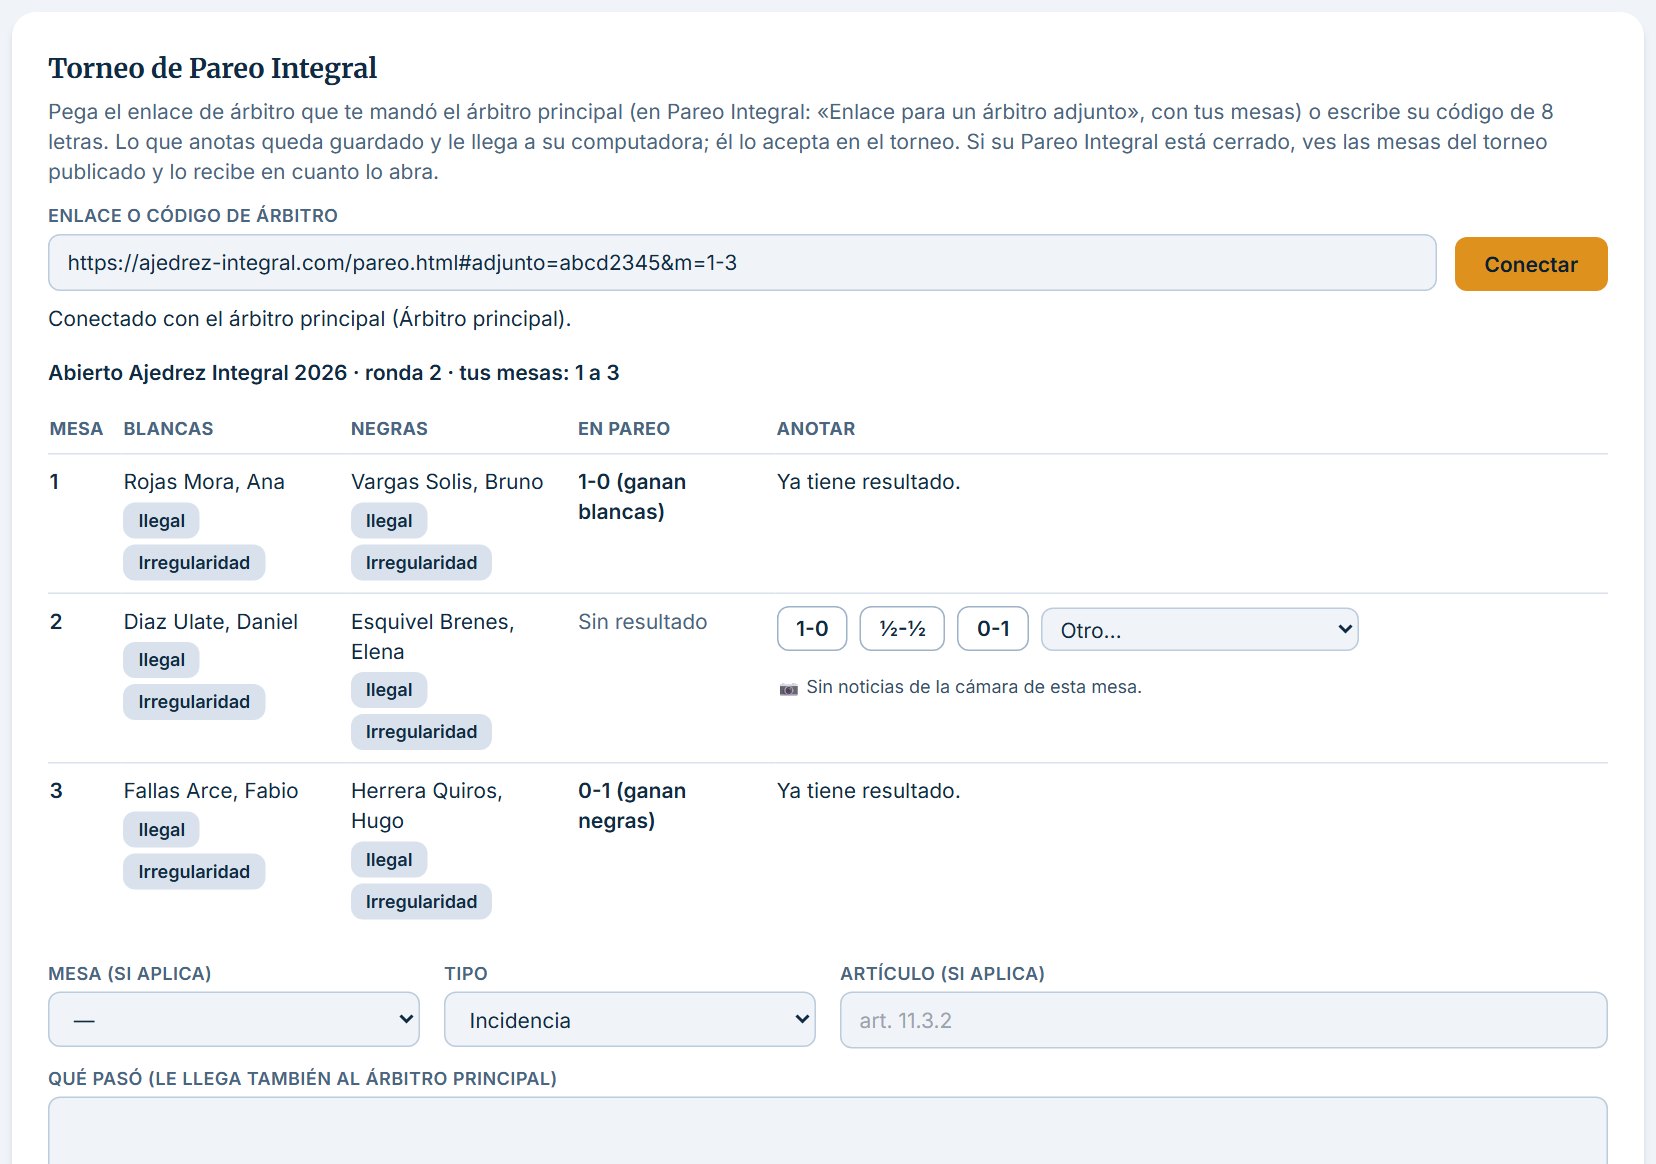 Torneo de Pareo Integral
Pega el enlace de árbitro que te mandó el árbitro principal (en Pareo Integral: «Enlace para un árbitro adjunto», con tus mesas) o escribe su código de 8
letras. Lo que anotas queda guardado y le llega a su computadora; él lo acepta en el torneo. Si su Pareo Integral está cerrado, ves las mesas del torneo
publicado y lo recibe en cuanto lo abra.
ENLACE O CÓDIGO DE ÁRBITRO
https://ajedrez-integral.com/pareo.html#adjunto=abcd2345&m=1-3
Conectar
Conectado con el árbitro principal (Árbitro principal).
Abierto Ajedrez Integral 2026 · ronda 2 · tus mesas: 1 a 3
MESA BLANCAS NEGRAS EN PAREO ANOTAR
1 Rojas Mora, Ana Vargas Solis, Bruno 1-0 (ganan Ya tiene resultado.
blancas)
Ilegal Ilegal
Irregularidad Irregularidad
2 Diaz Ulate, Daniel Esquivel Brenes, Sin resultado 1-0 ½-½ 0-1 Otro...
Elena
Ilegal Ilegal
Sin noticias de la cámara de esta mesa.
Irregularidad Irregularidad
3 Fallas Arce, Fabio Herrera Quiros, 0-1 (ganan Ya tiene resultado.
Hugo negras)
Ilegal Ilegal
Irregularidad Irregularidad
MESA (SI APLICA) TIPO ARTÍCULO (SI APLICA)
— Incidencia art. 11.3.2
QUÉ PASÓ (LE LLEGA TAMBIÉN AL ÁRBITRO PRINCIPAL)